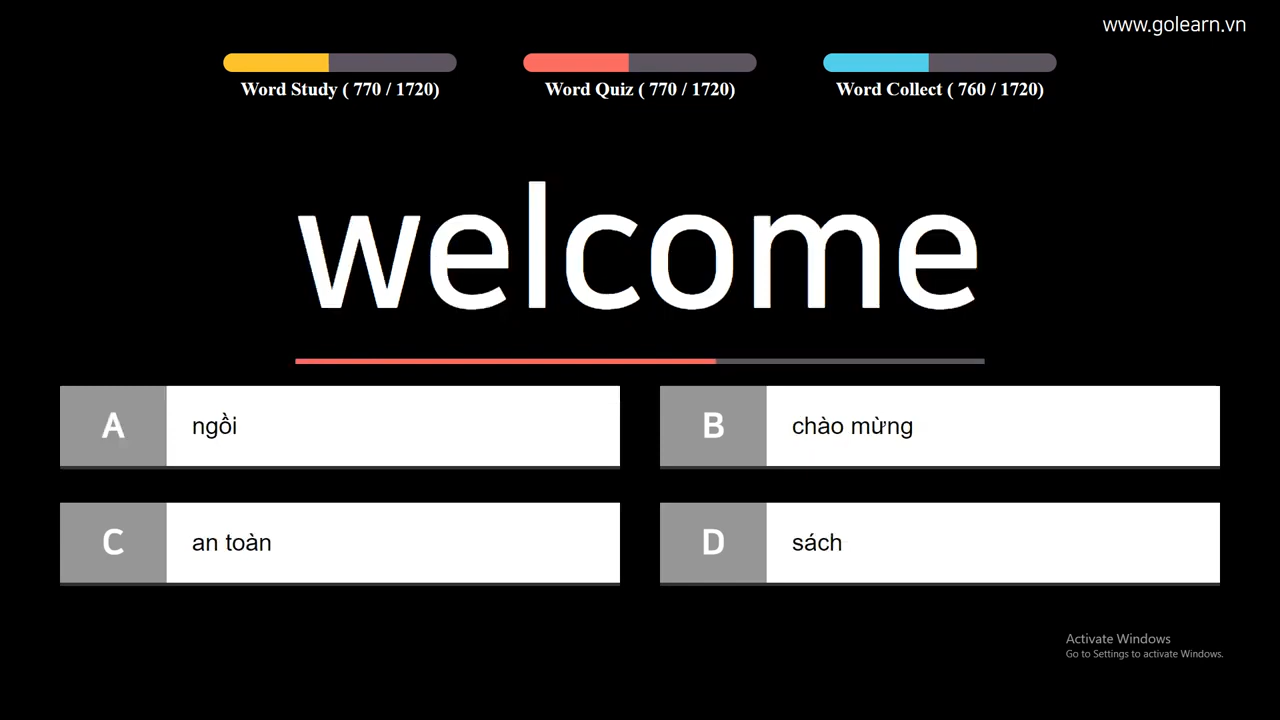 www.golearn.vn
Word Study ( 770 / 1720)
Word Quiz ( 770 / 1720)
Word Collect ( 760 / 1720)
welcome
A ngồi
B chào mừng
C an toàn
D sách
Activate Windows
Go to Settings to activate Windows.